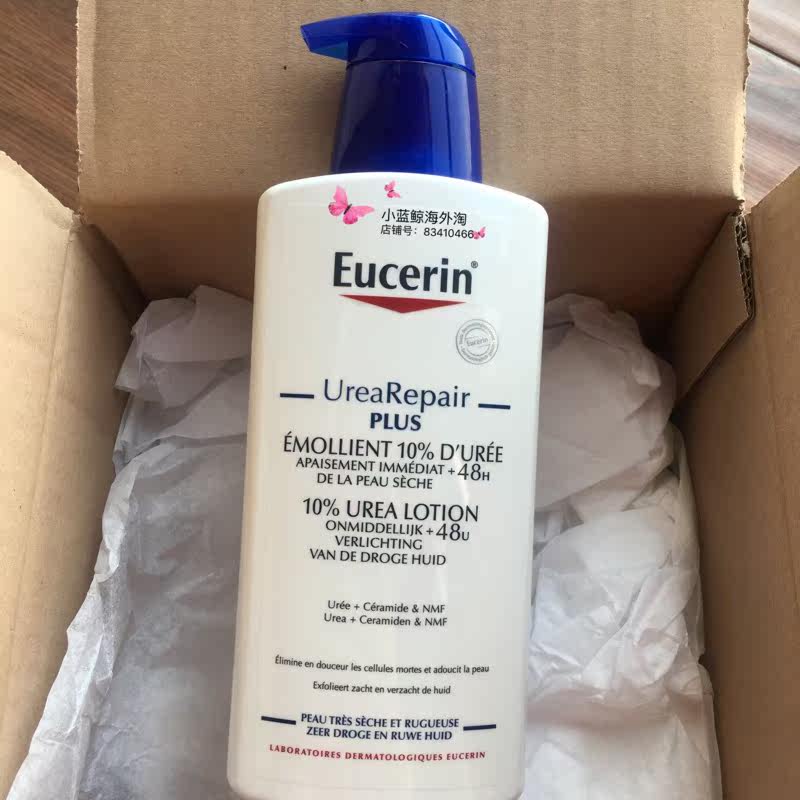 小蓝鲸海外淘
店铺号：83410466
Eucerin®
Eucerin
UreaRepair
PLUS
ÉMOLLIENT 10% D'URÉE
APAISEMENT IMMÉDIAT +48H
DE LA PEAU SÈCHE
10% UREA LOTION
ONMIDDELLIJK +48U
VERLICHTING
VAN DE DROGE HUID
Urée + Céramide & NMF
Urea + Ceramiden & NMF
Élimine en douceur les cellules mortes et adoucit la peau
Exfolieert zacht en verzacht de huid
PEAU TRÈS SÈCHE ET RUGUEUSE
ZEER DROGE EN RUWE HUID
LABORATOIRES DERMATOLOGIQUES EUCERIN